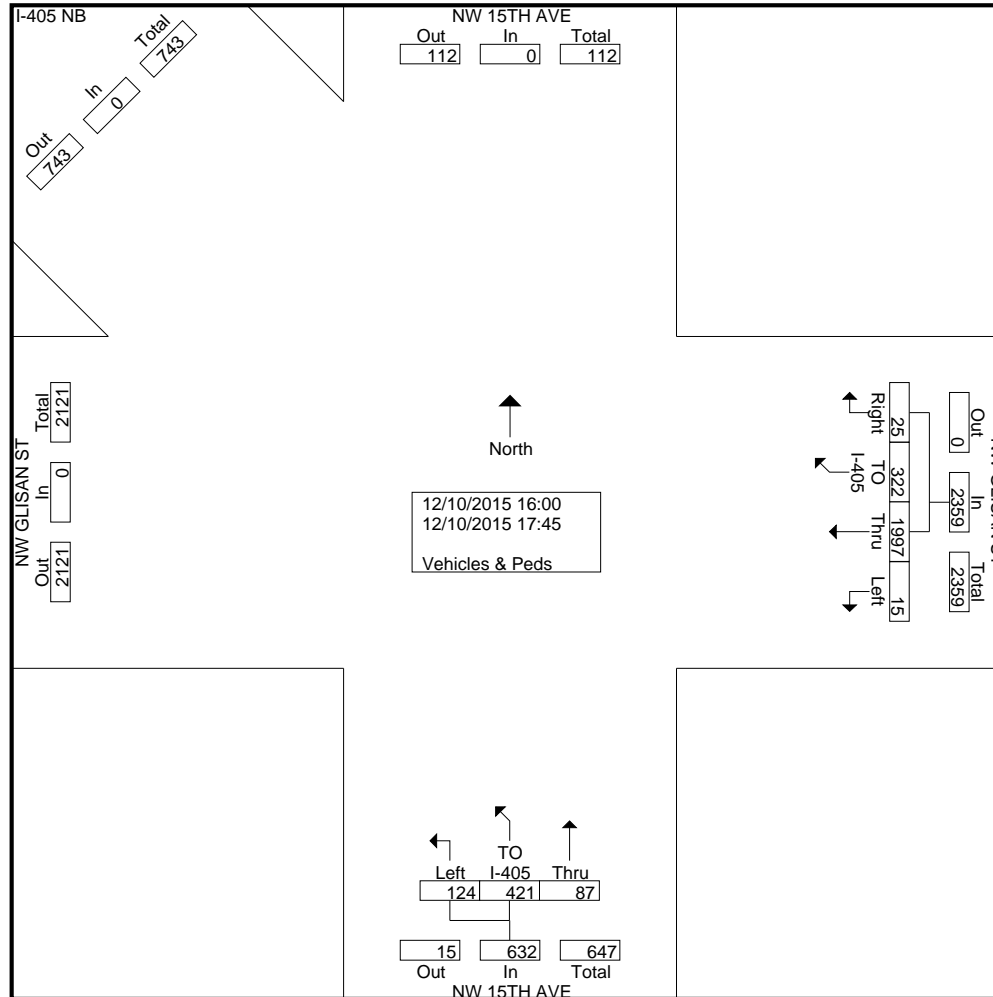 I-405 NB
Total
743
In
0
Out
743
NW 15TH AVE
Out In Total
112 0 112
Total
2121
In
0
Out
2121
NW GLISAN ST
North
12/10/2015 16:00
12/10/2015 17:45
Vehicles & Peds
Right
25
TO
I-405
322
Thru
1997
Left
15
Out
0
In
2359
Total
2359
TO
Left I-405 Thru
124 421 87
15 632 647
Out In Total
NW 15TH AVE